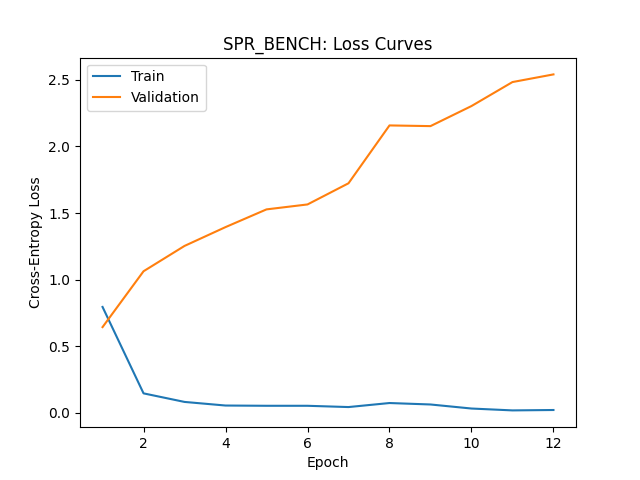 SPR_BENCH: Loss Curves
Train
Validation
Cross-Entropy Loss
2.5
2.0
1.5
1.0
0.5
0.0
2 4 6 8 10 12
Epoch